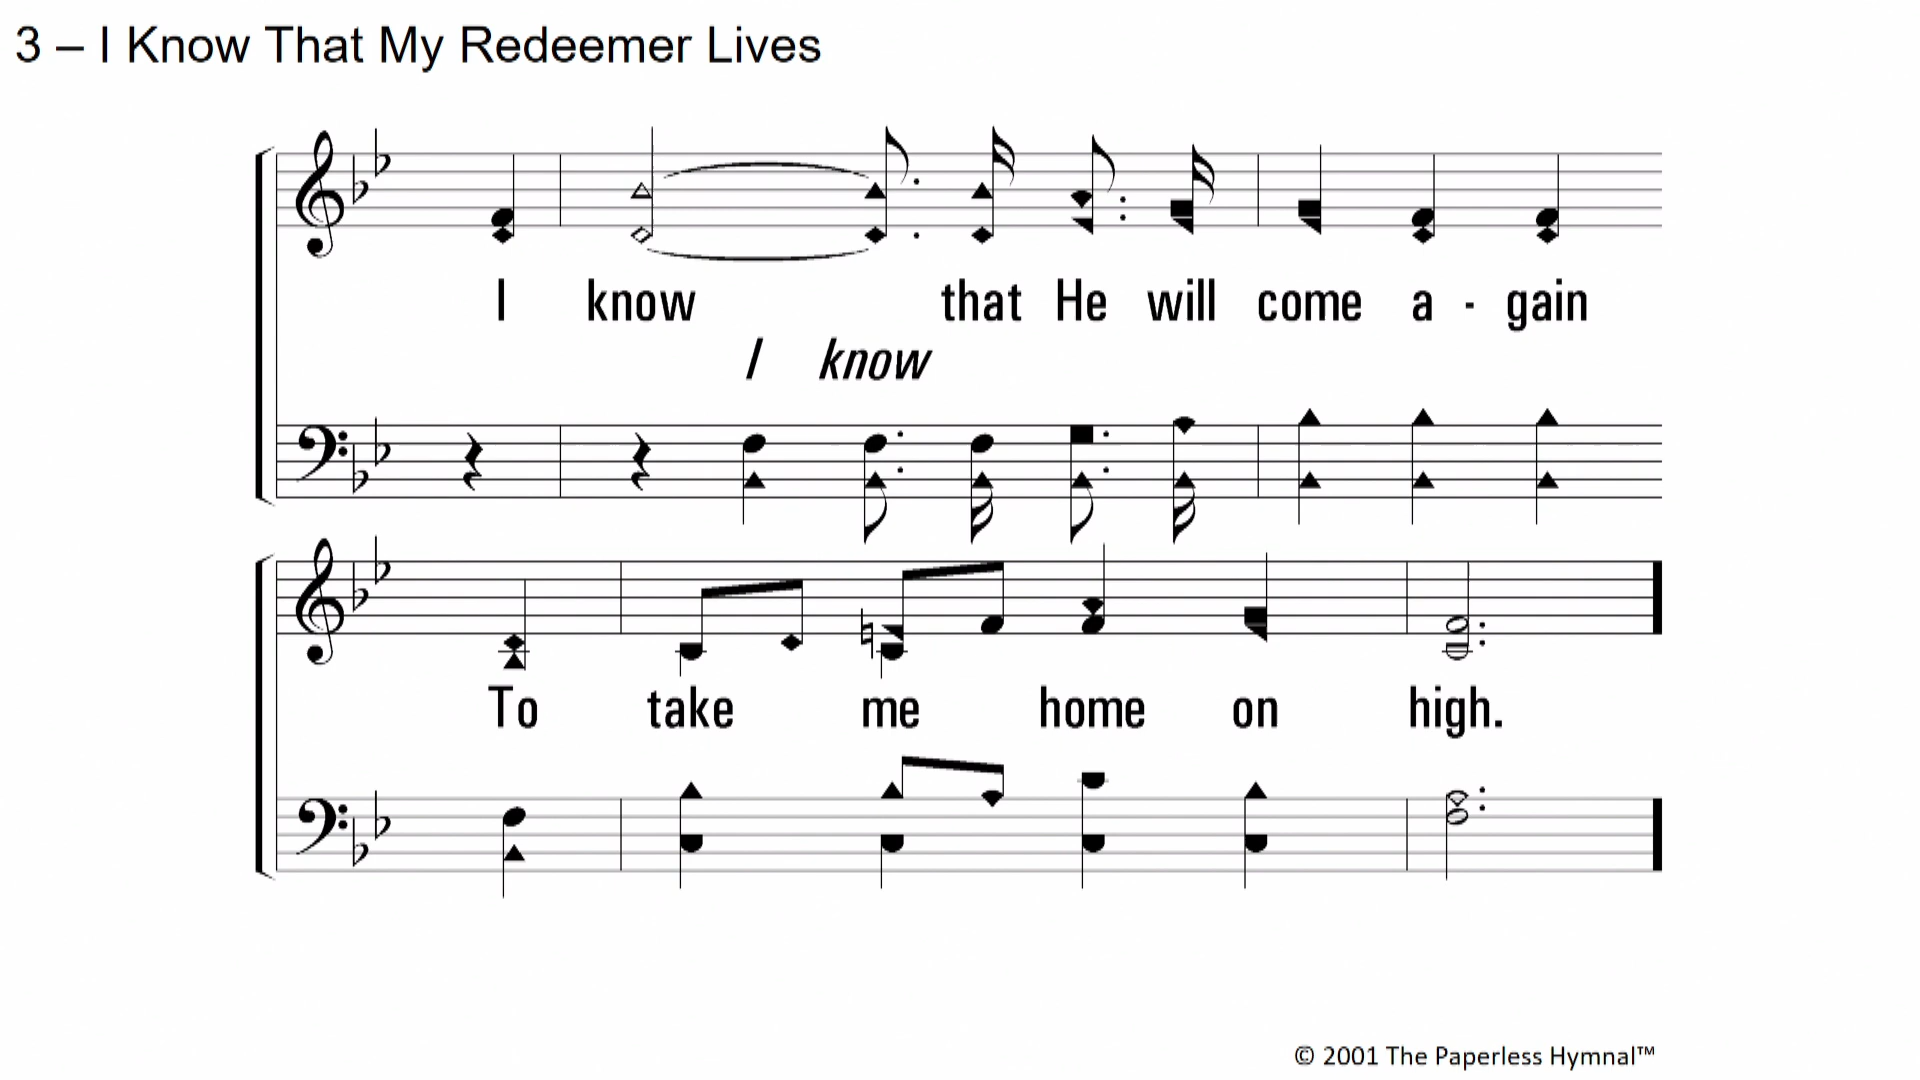 3 – I Know That My Redeemer Lives
I know that He will come a - gain
I know
To take me home on high.
© 2001 The Paperless Hymnal™